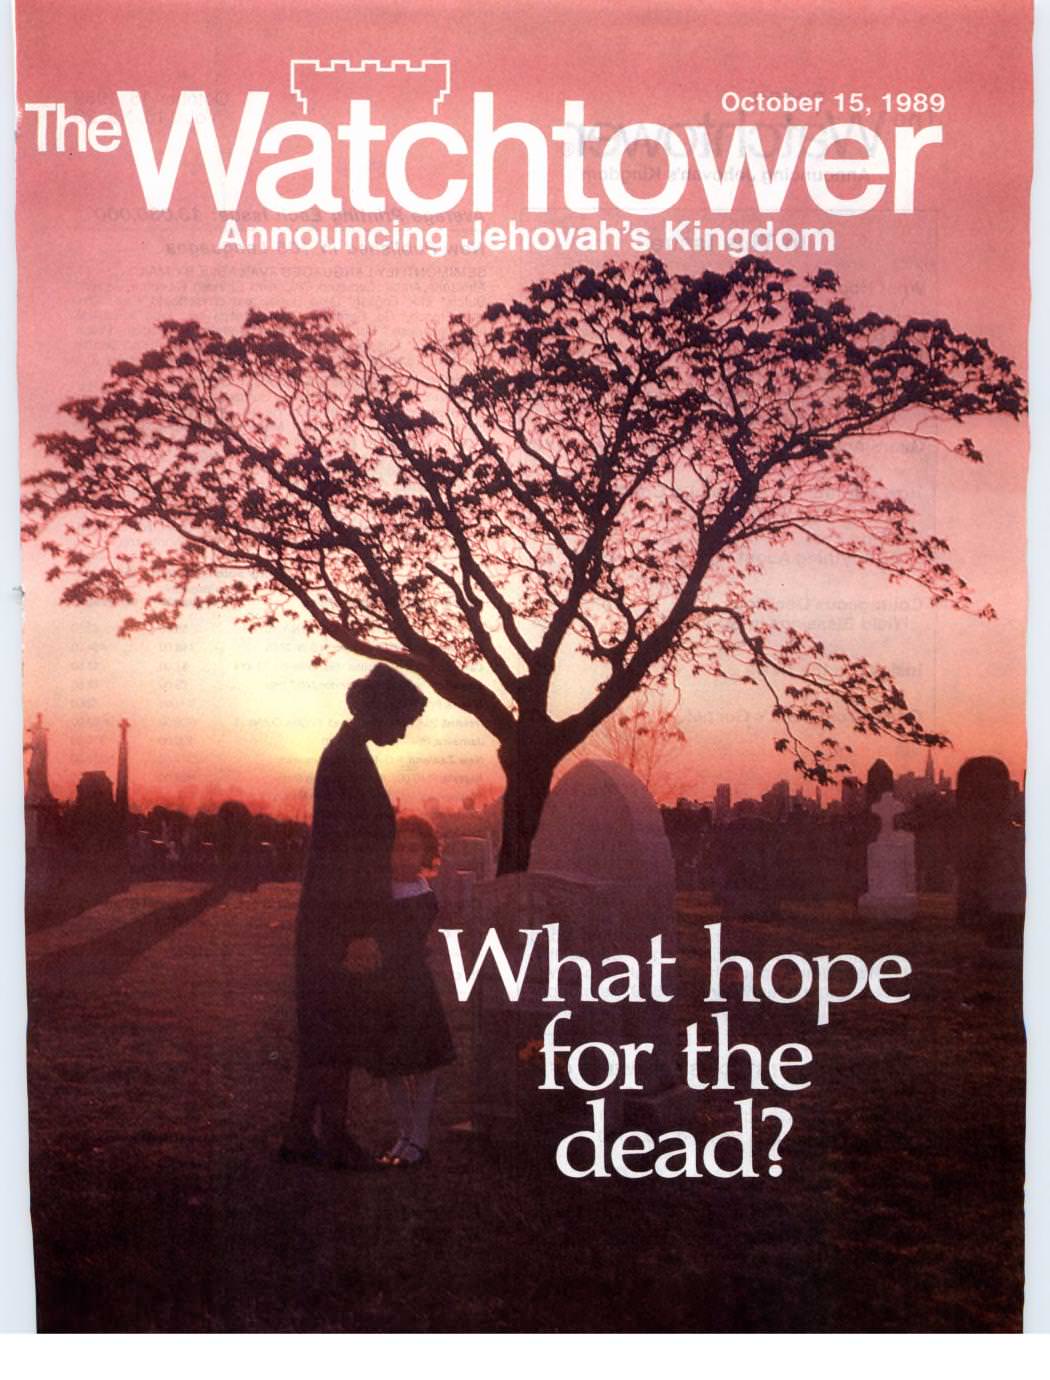 October 15, 1989
The Watchtower
Announcing Jehovah's Kingdom
What hope
for the
dead?